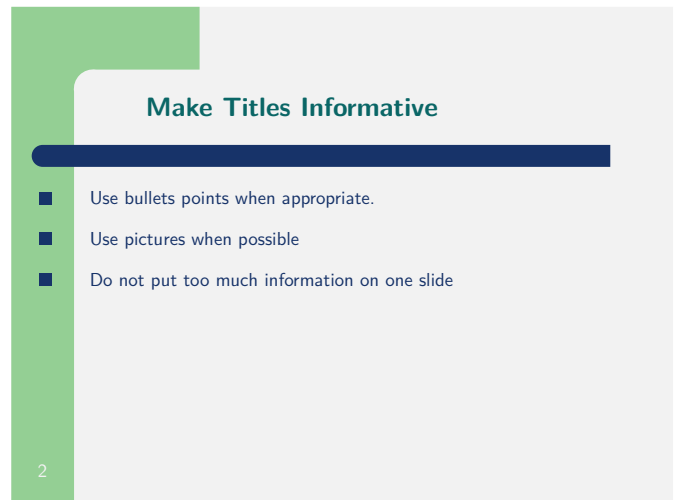 Make Titles Informative
Use bullets points when appropriate.
Use pictures when possible
Do not put too much information on one slide
2